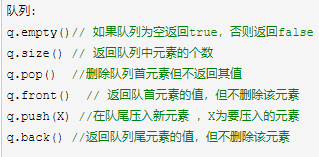 队列:
q.empty()// 如果队列为空返回true，否则返回false
q.size() // 返回队列中元素的个数
q.pop()  //删除队列首元素但不返回其值
q.front()  // 返回队首元素的值，但不删除该元素
q.push(X) //在队尾压入新元素 ，X为要压入的元素
q.back() //返回队列尾元素的值，但不删除该元素